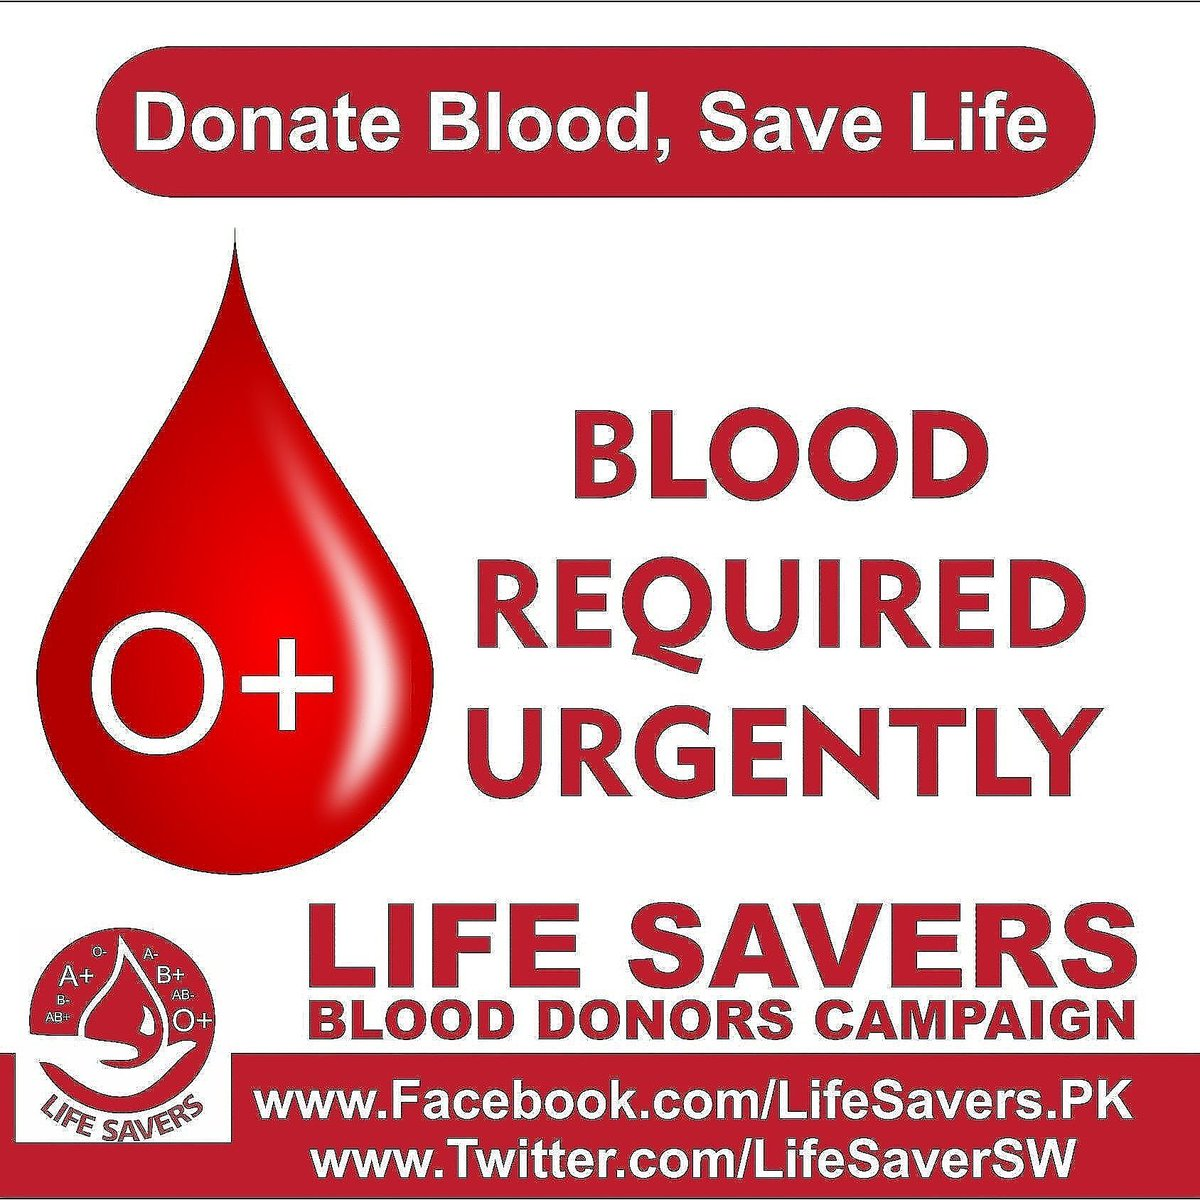 Donate Blood, Save Life
O+
BLOOD
REQUIRED
URGENTLY
LIFE SAVERS
BLOOD DONORS CAMPAIGN
O- A-
A+ B+
B- AB-
AB+ O+
LIFE SAVERS
www.Facebook.com/LifeSavers.PK
www.Twitter.com/LifeSaverSW